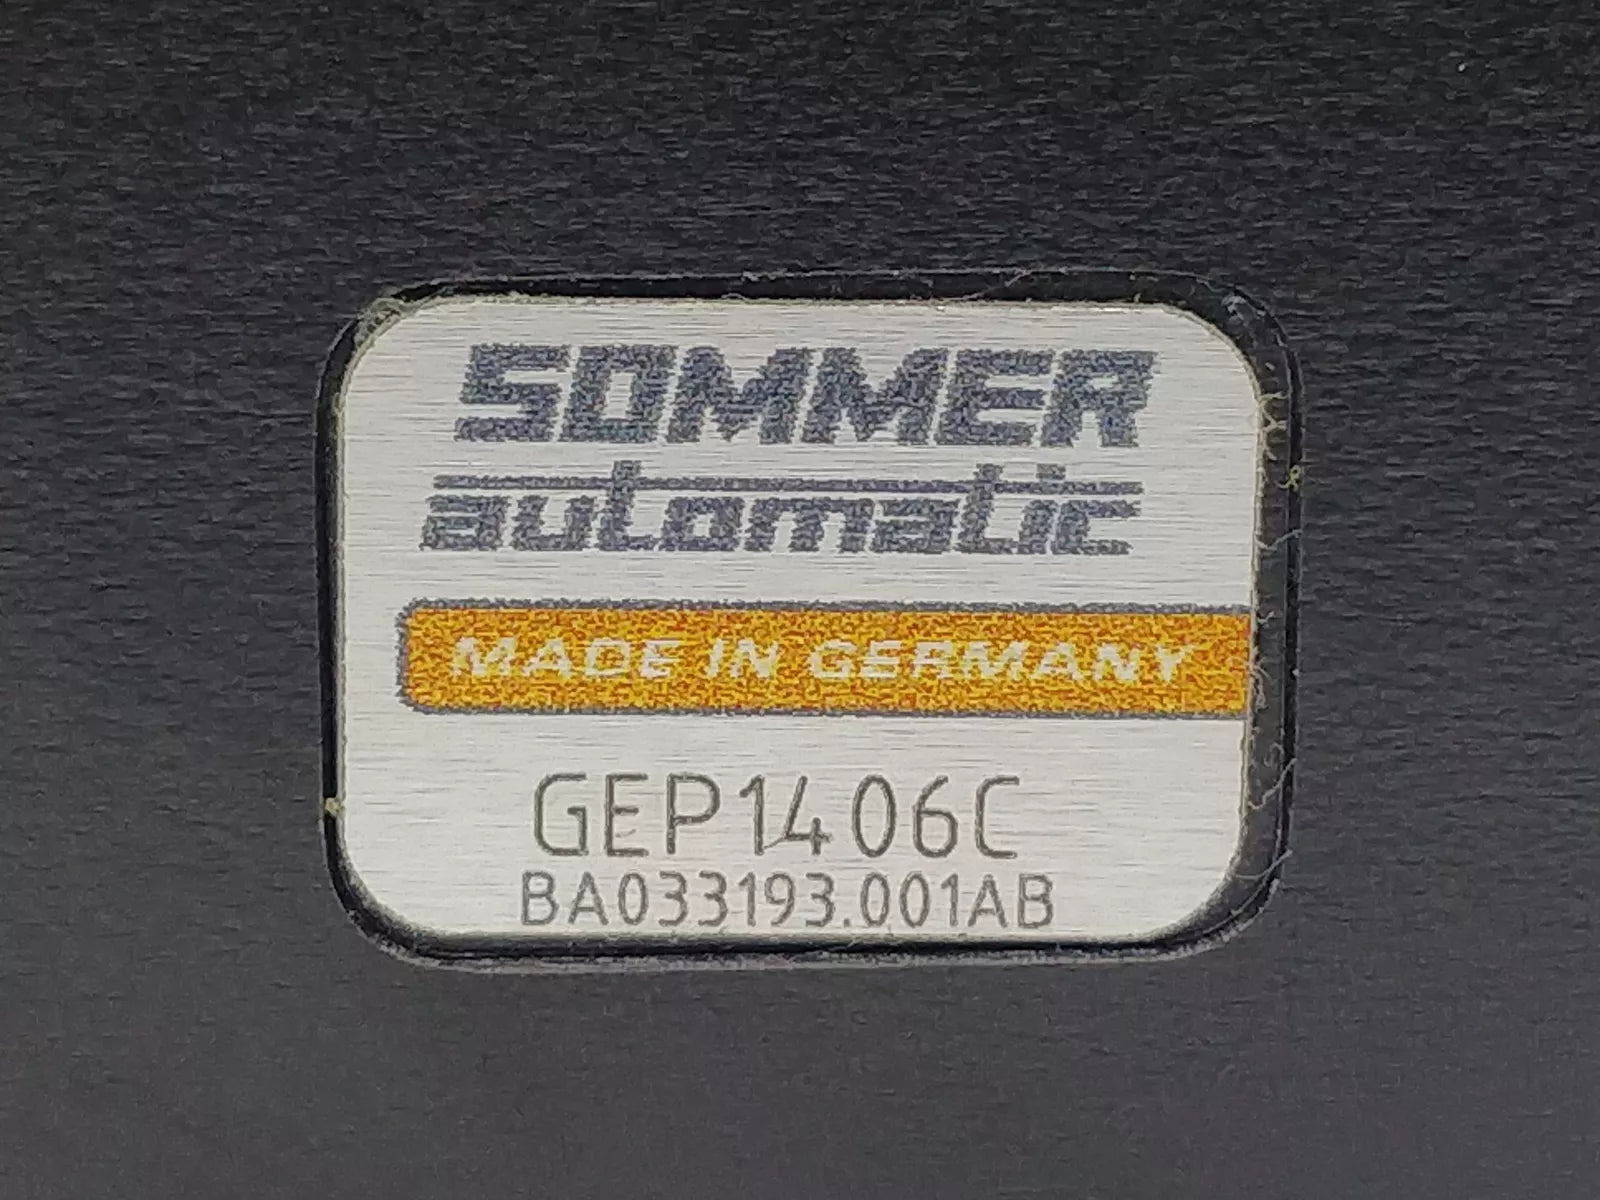 SOMMER
automatic
MADE IN GERMANY
GEP1406C
BA033193.001AB